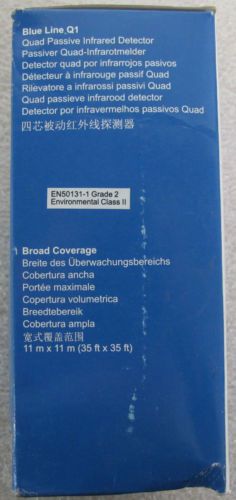 Blue Line Q1
Quad Passive Infrared Detector
Passiver Quad-Infrarotmelder
Detector quad por infrarrojos pasivos
Détecteur à infrarouge passif Quad
Rilevatore a infrarossi passivi Quad
Quad passieve infrarood detector
Detector por infravermelhos passivos Quad
四芯被动红外线探测器
EN50131-1 Grade 2
Environmental Class II
Broad Coverage
Breite des Überwachungsbereichs
Cobertura ancha
Portée maximale
Copertura volumetrica
Breedtebereik
Cobertura ampla
宽式覆盖范围
11 m x 11 m (35 ft x 35 ft)